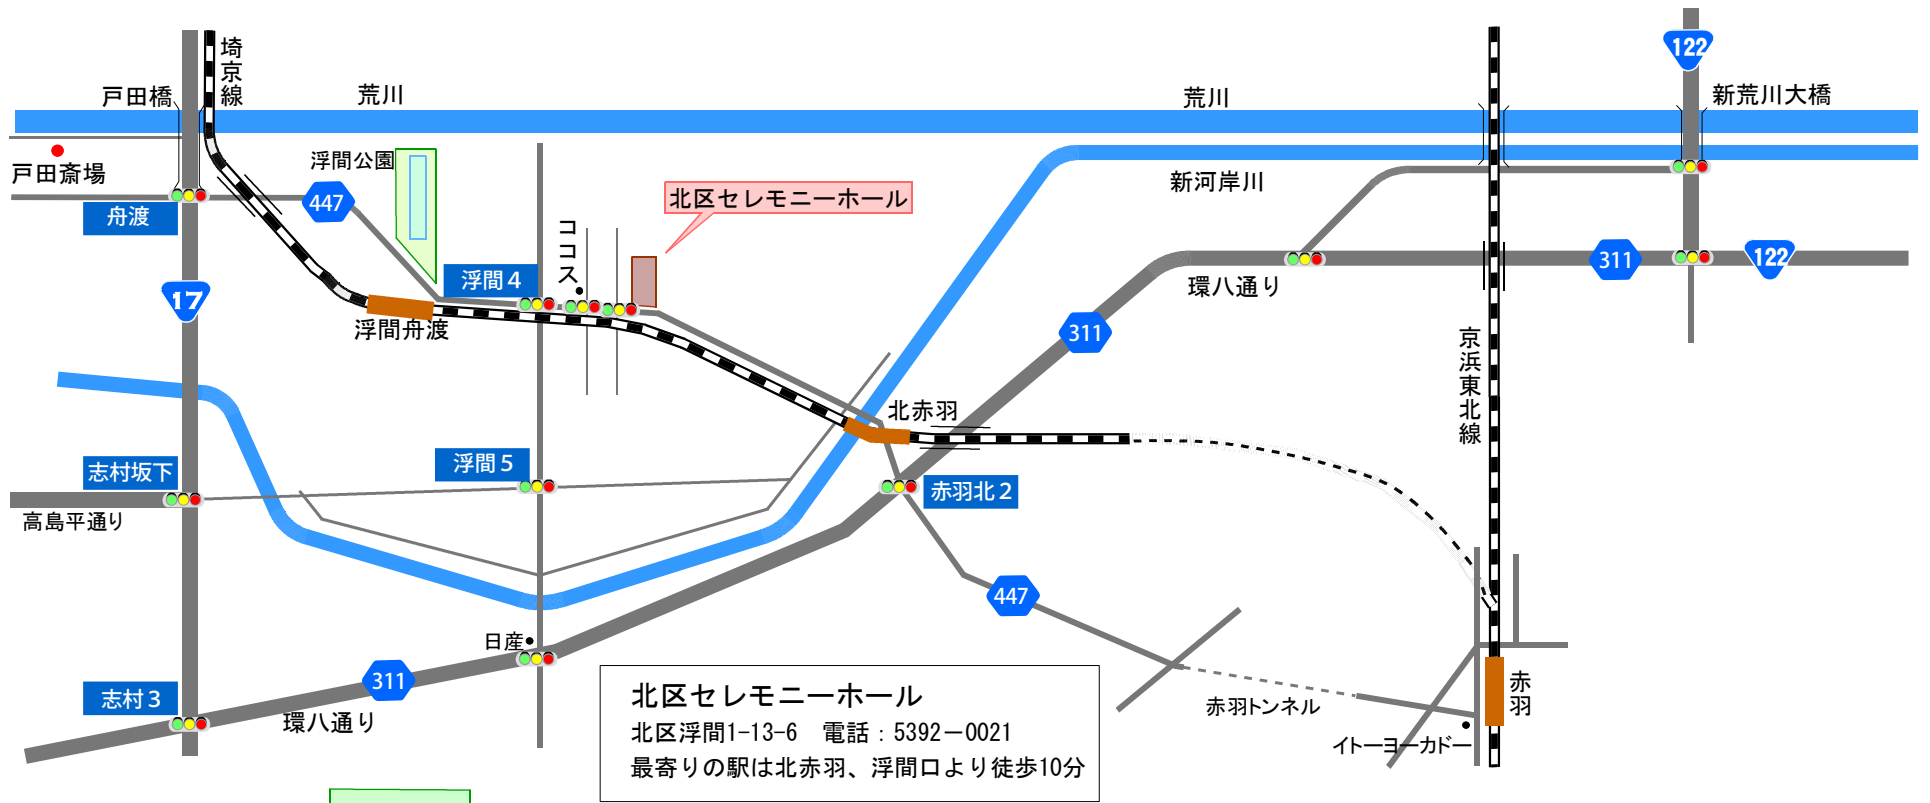 埼京線
122
戸田橋
荒川
荒川
新荒川大橋
戸田斎場
浮間公園
新河岸川
447
北区セレモニーホール
舟渡
ココス
浮間4
311
122
環八通り
17
浮間舟渡
311
京浜東北線
北赤羽
志村坂下
浮間5
赤羽北2
高島平通り
447
日産
311
志村3
環八通り
赤羽
赤羽トンネル
イトーヨーカドー
北区セレモニーホール
北区浮間1-13-6　電話：5392－0021
最寄りの駅は北赤羽、浮間口より徒歩10分